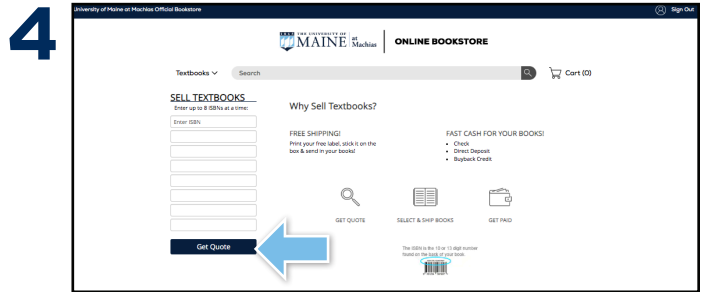 4
University of Maine at Machias Official Bookstore
Sign Out
THE UNIVERSITY OF
MAINE at Machias
ONLINE BOOKSTORE
Textbooks
Search
Cart (0)
SELL TEXTBOOKS
Enter up to 8 ISBNs at a time:
Enter ISBN
Get Quote
Why Sell Textbooks?
FREE SHIPPING!
Print your free label, stick it on the
box & send in your books!
FAST CASH FOR YOUR BOOKS!
• Check
• Direct Deposit
• Buyback Credit
GET QUOTE
SELECT & SHIP BOOKS
GET PAID
The ISBN is the 10 or 13 digit number
found on the back of your book.